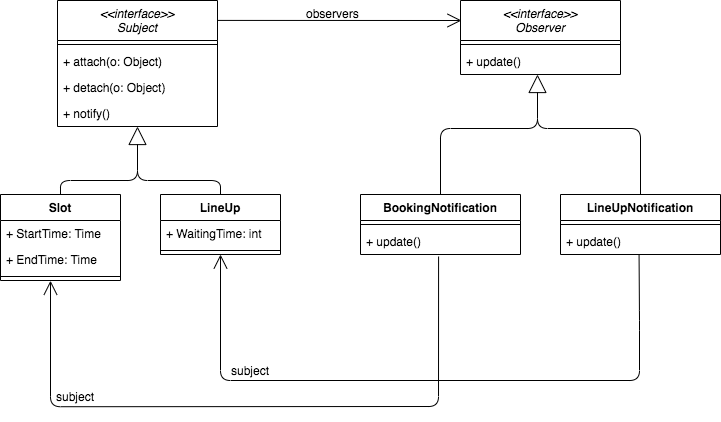 <<interface>>
Subject
+ attach(o: Object)
+ detach(o: Object)
+ notify()
observers
<<interface>>
Observer
+ update()
Slot
+ StartTime: Time
+ EndTime: Time
LineUp
+ WaitingTime: int
BookingNotification
+ update()
LineUpNotification
+ update()
subject
subject